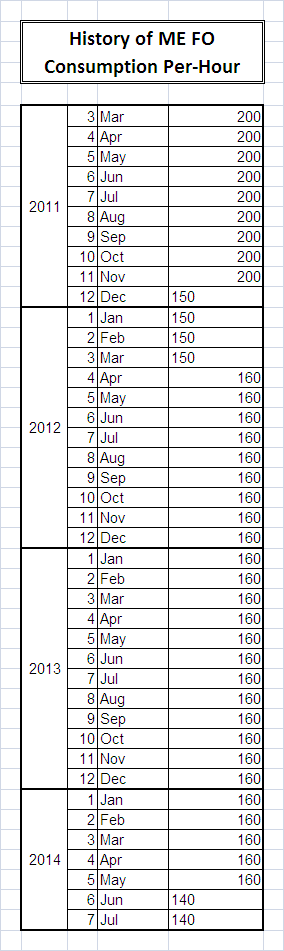 History of ME FO
Consumption Per-Hour
2011
3 Mar 200
4 Apr 200
5 May 200
6 Jun 200
7 Jul 200
8 Aug 200
9 Sep 200
10 Oct 200
11 Nov 200
12 Dec 150
2012
1 Jan 150
2 Feb 150
3 Mar 150
4 Apr 160
5 May 160
6 Jun 160
7 Jul 160
8 Aug 160
9 Sep 160
10 Oct 160
11 Nov 160
12 Dec 160
2013
1 Jan 160
2 Feb 160
3 Mar 160
4 Apr 160
5 May 160
6 Jun 160
7 Jul 160
8 Aug 160
9 Sep 160
10 Oct 160
11 Nov 160
12 Dec 160
2014
1 Jan 160
2 Feb 160
3 Mar 160
4 Apr 160
5 May 160
6 Jun 140
7 Jul 140